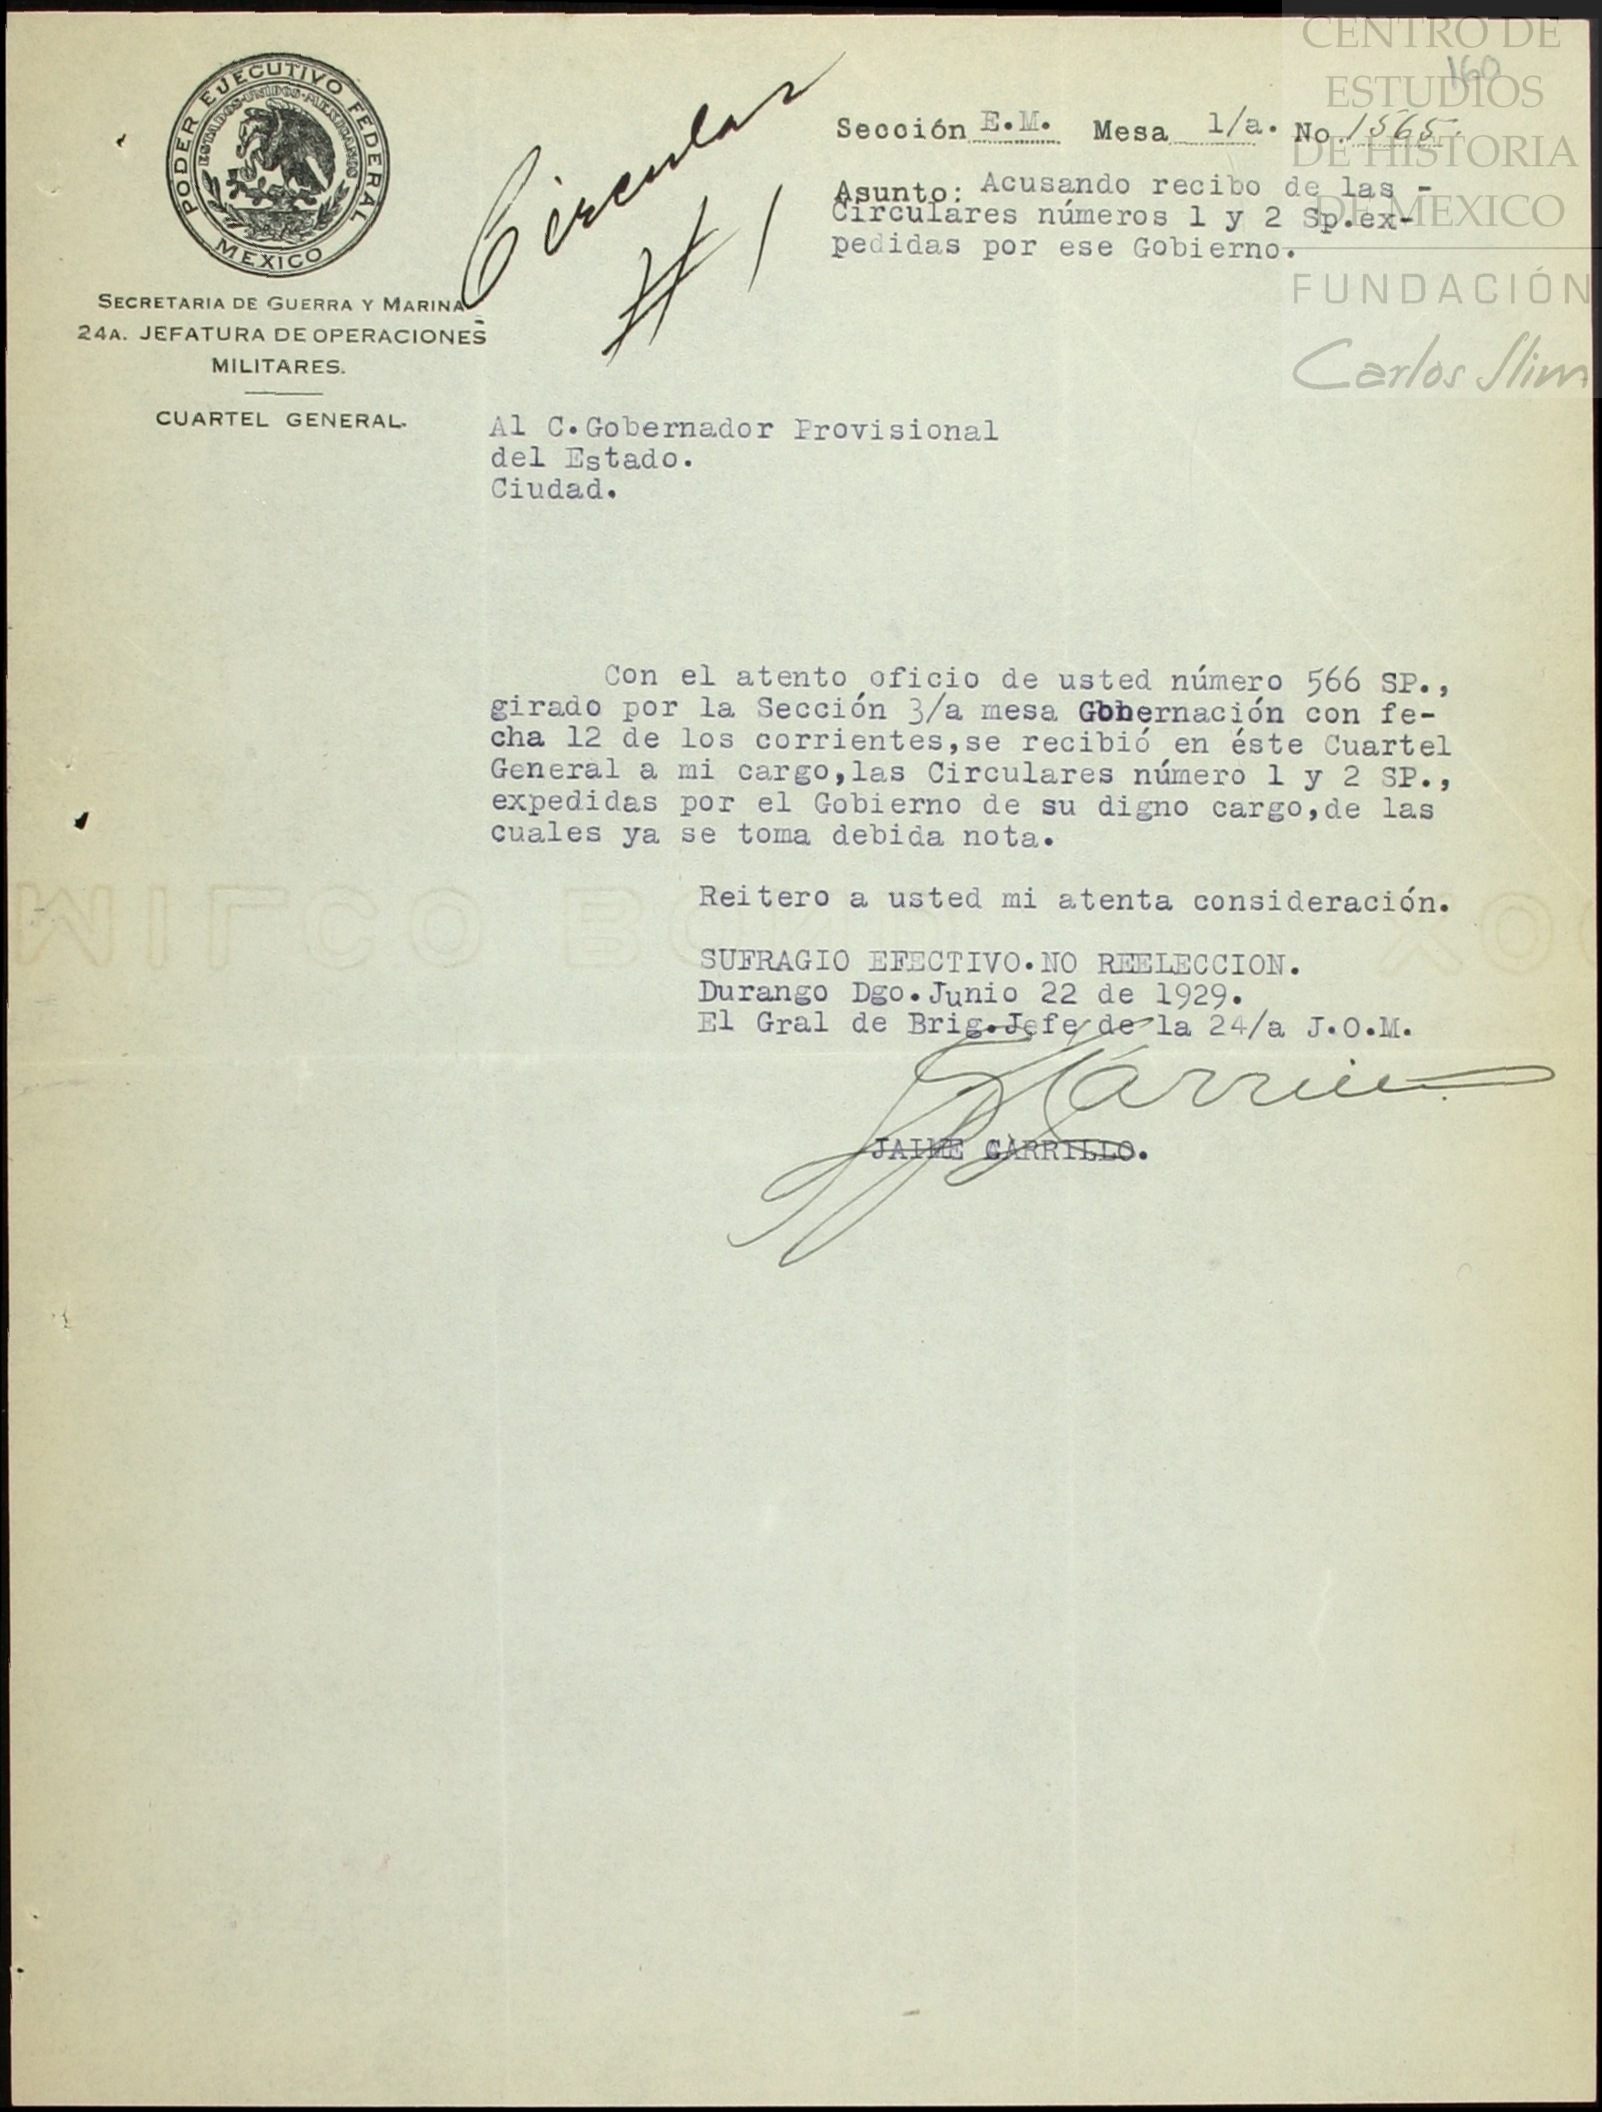 160
CENTRO DE
ESTUDIOS
DE HISTORIA
DE MEXICO
FUNDACIÓN
Carlos Slim
PODER EJECUTIVO FEDERAL
ESTADOS·UNIDOS·MEXICANOS
MEXICO
SECRETARIA DE GUERRA Y MARINA
24A. JEFATURA DE OPERACIONES
MILITARES.
CUARTEL GENERAL.
Circular
# 1
Sección E.M. Mesa 1/a. No. 1565.
Asunto: Acusando recibo de las -
Circulares números 1 y 2 Sp.ex-
pedidas por ese Gobierno.
Al C.Gobernador Provisional
del Estado.
Ciudad.
Con el atento oficio de usted número 566 SP.,
girado por la Sección 3/a mesa Gobernación con fe-
cha 12 de los corrientes,se recibió en éste Cuartel
General a mi cargo,las Circulares número 1 y 2 SP.,
expedidas por el Gobierno de su digno cargo,de las
cuales ya se toma debida nota.
Reitero a usted mi atenta consideración.
SUFRAGIO EFECTIVO.NO REELECCION.
Durango Dgo.Junio 22 de 1929.
El Gral de Brig.Jefe de la 24/a J.O.M.
JAIME CARRILLO.